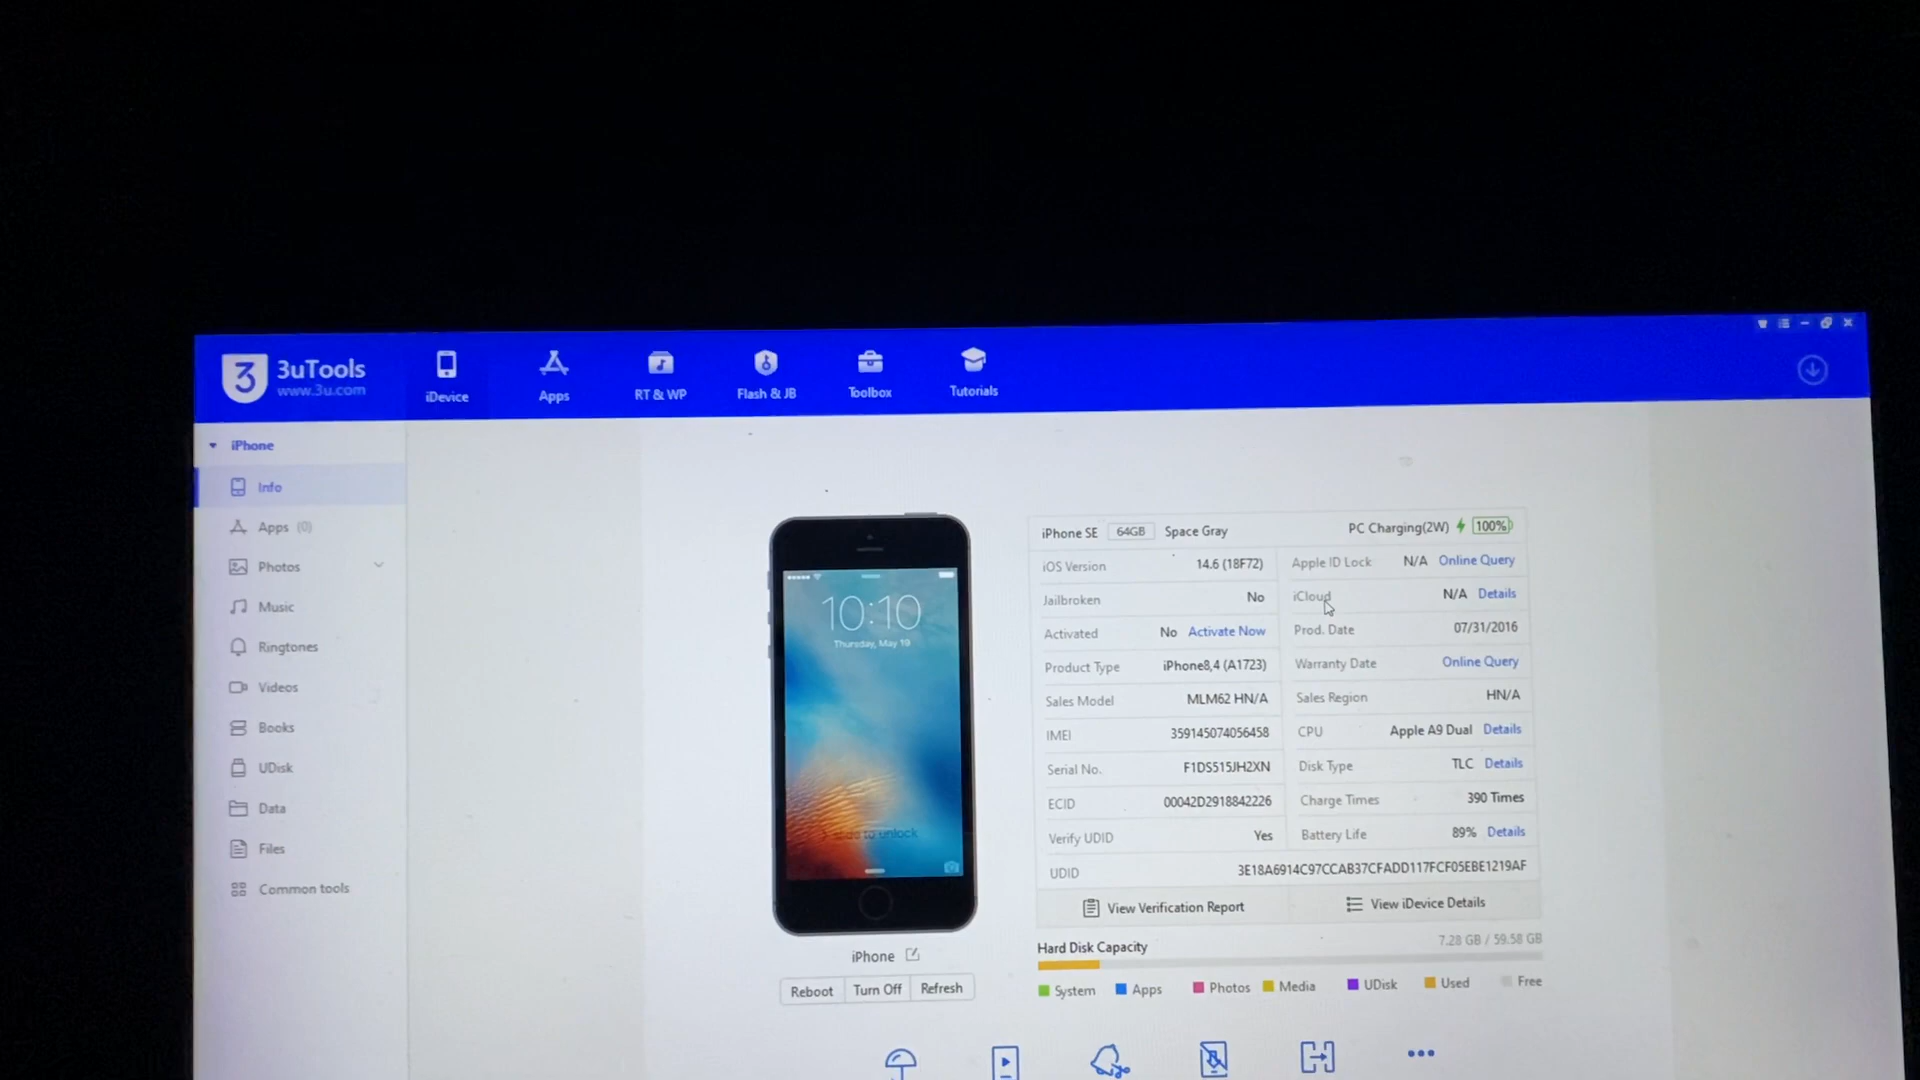 3 3uTools
www.3u.com
iDevice
Apps
RT & WP
Flash & JB
Toolbox
Tutorials
iPhone
Info
Apps (0)
Photos
Music
Ringtones
Videos
Books
UDisk
Data
Files
Common tools
10:10
Thursday, May 19
to unlock
iPhone
Reboot Turn Off Refresh
iPhone SE 64GB Space Gray PC Charging(2W) 100%
iOS Version 14.6 (18F72) Apple ID Lock N/A Online Query
Jailbroken No iCloud N/A Details
Activated No Activate Now Prod. Date 07/31/2016
Product Type iPhone8,4 (A1723) Warranty Date Online Query
Sales Model MLM62 HN/A Sales Region HN/A
IMEI 359145074056458 CPU Apple A9 Dual Details
Serial No. F1DS515JH2XN Disk Type TLC Details
ECID 00042D2918842226 Charge Times 390 Times
Verify UDID Yes Battery Life 89% Details
UDID 3E18A6914C97CCAB37CFADD117FCF05EBE1219AF
View Verification Report View iDevice Details
Hard Disk Capacity 7.28 GB / 59.58 GB
System Apps Photos Media UDisk Used Free